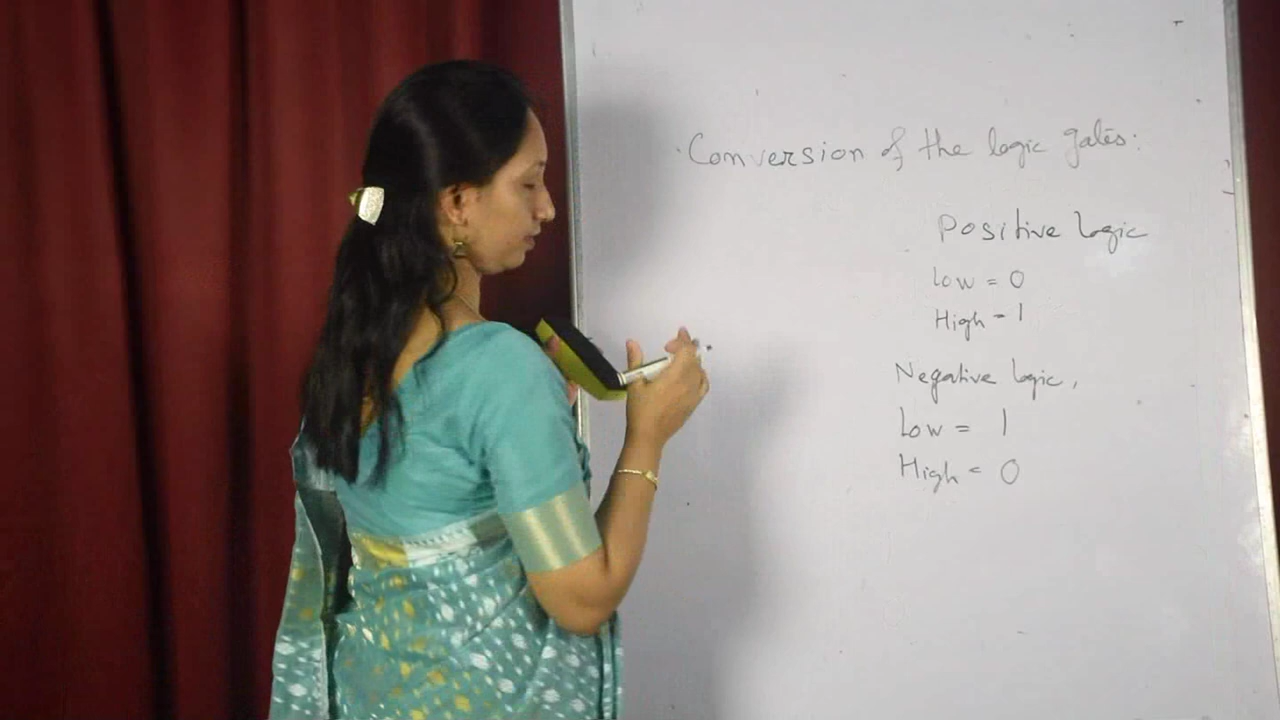 Conversion of the logic gates.
Positive Logic
Low = 0
High = 1
Negative logic,
Low = 1
High = 0